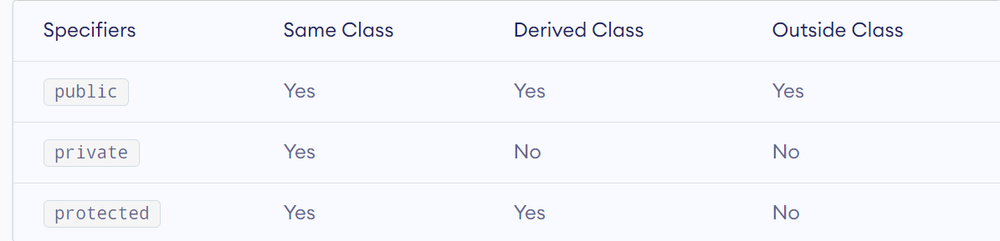 Specifiers Same Class Derived Class Outside Class
public Yes Yes Yes
private Yes No No
protected Yes Yes No